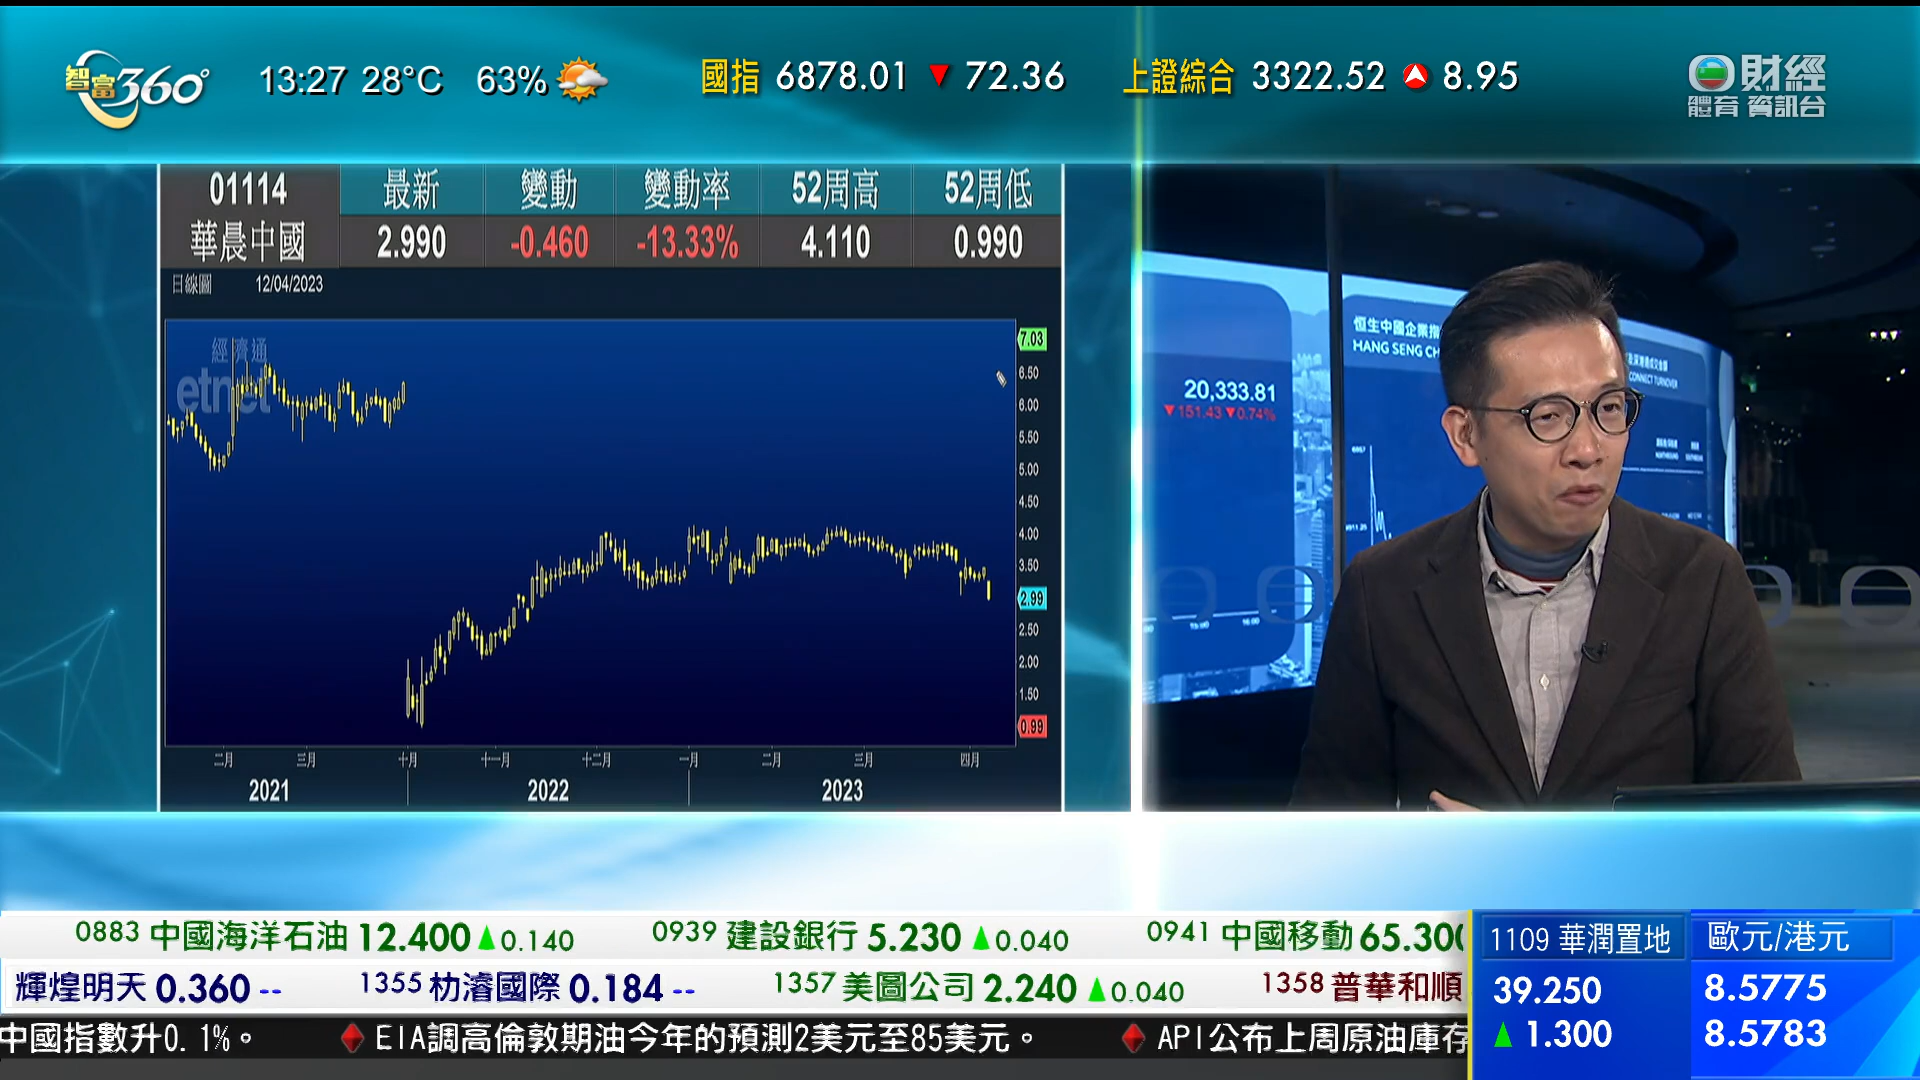 智富360°
13:27 28°C 63%
國指 6878.01 ▼ 72.36
上證綜合 3322.52 ▲ 8.95
財經
體育 資訊台
01114 最新 變動 變動率 52周高 52周低
華晨中國 2.990 -0.460 -13.33% 4.110 0.990
日線圖 12/04/2023
經濟通
etnet
7.03
6.50
6.00
5.50
5.00
4.50
4.00
3.50
2.99
2.50
2.00
1.50
0.99
二月 三月 十月 十一月 十二月 一月 二月 三月 四月
2021 2022 2023
20,333.81
▼151.43 ▼0.74%
恒生中國企業指
HANG SENG CH
CONNECT TURNOVER
0883 中國海洋石油 12.400 ▲0.140 0939 建設銀行 5.230 ▲0.040 0941 中國移動 65.300
輝煌明天 0.360 -- 1355 朸濬國際 0.184 -- 1357 美圖公司 2.240 ▲0.040 1358 普華和順
中國指數升0.1%。 ◆ EIA調高倫敦期油今年的預測2美元至85美元。 ◆ API公布上周原油庫存
1109 華潤置地
39.250
▲ 1.300
歐元/港元
8.5775
8.5783